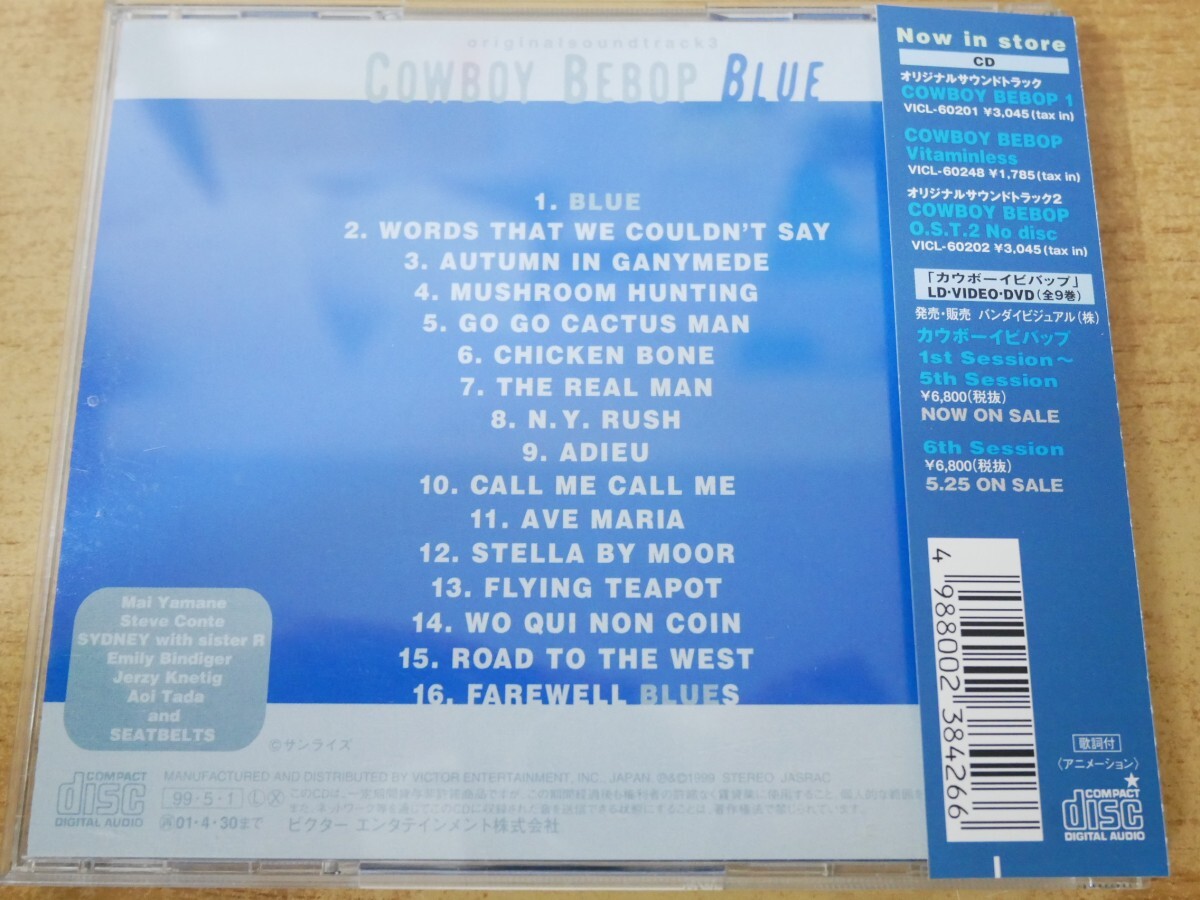 originalsoundtrack3
COWBOY BEBOP BLUE
1. BLUE
2. WORDS THAT WE COULDN'T SAY
3. AUTUMN IN GANYMEDE
4. MUSHROOM HUNTING
5. GO GO CACTUS MAN
6. CHICKEN BONE
7. THE REAL MAN
8. N.Y. RUSH
9. ADIEU
10. CALL ME CALL ME
11. AVE MARIA
12. STELLA BY MOOR
13. FLYING TEAPOT
14. WO QUI NON COIN
15. ROAD TO THE WEST
16. FAREWELL BLUES
Mai Yamane
Steve Conte
SYDNEY with sister R
Emily Bindiger
Jerzy Knetig
Aoi Tada
and
SEATBELTS
©サンライズ
COMPACT
disc
DIGITAL AUDIO
MANUFACTURED AND DISTRIBUTED BY VICTOR ENTERTAINMENT, INC., JAPAN. ℗&©1999 STEREO JASRAC
99・5・1 Ⓛ Ⓧ
再01・4・30まで
ビクター エンタテインメント株式会社
Now in store
CD
オリジナルサウンドトラック
COWBOY BEBOP 1
VICL-60201 ¥3,045(tax in)
COWBOY BEBOP
Vitaminless
VICL-60248 ¥1,785(tax in)
オリジナルサウンドトラック2
COWBOY BEBOP
O.S.T.2 No disc
VICL-60202 ¥3,045(tax in)
「カウボーイビバップ」
LD・VIDEO・DVD(全9巻)
発売・販売 バンダイビジュアル(株)
カウボーイビバップ
1st Session〜
5th Session
¥6,800(税抜)
NOW ON SALE
6th Session
¥6,800(税抜)
5.25 ON SALE
4 988002 384266
歌詞付
〈アニメーション〉
★
COMPACT
disc
DIGITAL AUDIO